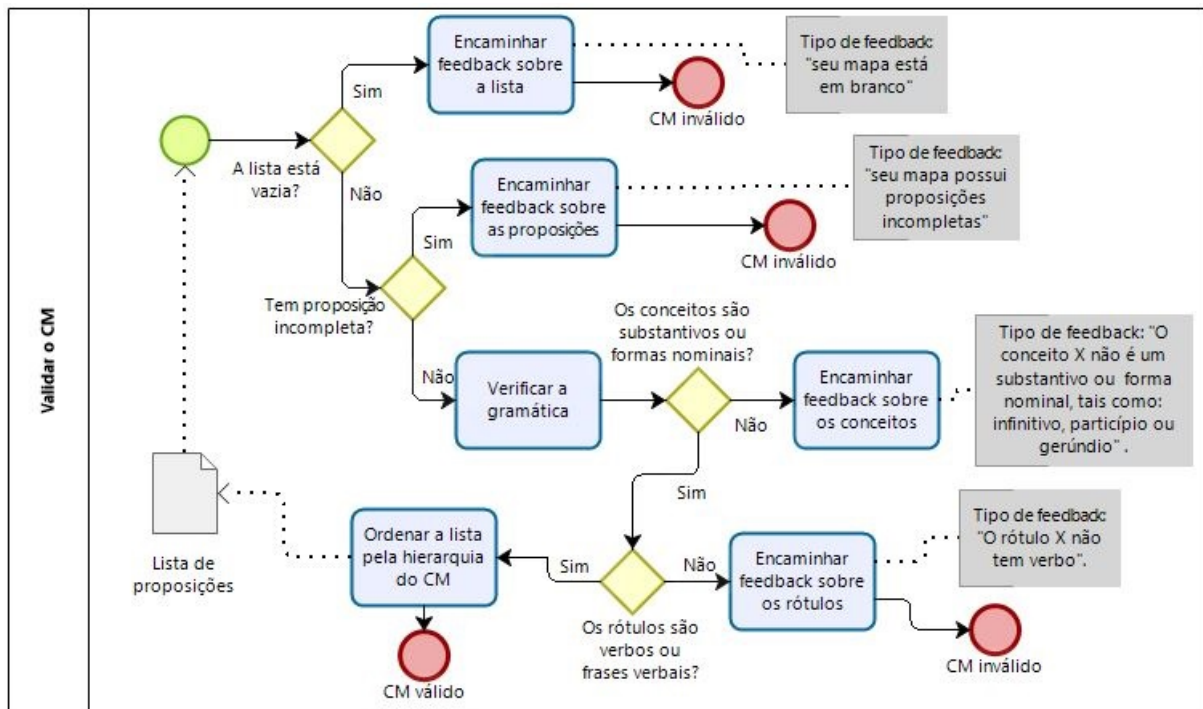 Validar o CM
Encaminhar
feedback sobre
a lista
Tipo de feedback:
"seu mapa está
em branco"
Sim
CM inválido
A lista está
vazia?
Não
Encaminhar
feedback sobre
as proposições
Tipo de feedback:
"seu mapa possui
proposições
incompletas"
Sim
CM inválido
Tem proposição
incompleta?
Não
Verificar a
gramática
Os conceitos são
substantivos ou
formas nominais?
Não
Encaminhar
feedback sobre
os conceitos
Tipo de feedback: "O
conceito X não é um
substantivo ou forma
nominal, tais como:
infinitivo, particípio ou
gerúndio" .
Sim
Lista de
proposições
Ordenar a lista
pela hierarquia
do CM
Sim
Não
Encaminhar
feedback sobre
os rótulos
Tipo de feedback:
"O rótulo X não
tem verbo".
Os rótulos são
verbos ou
frases verbais?
CM válido
CM inválido